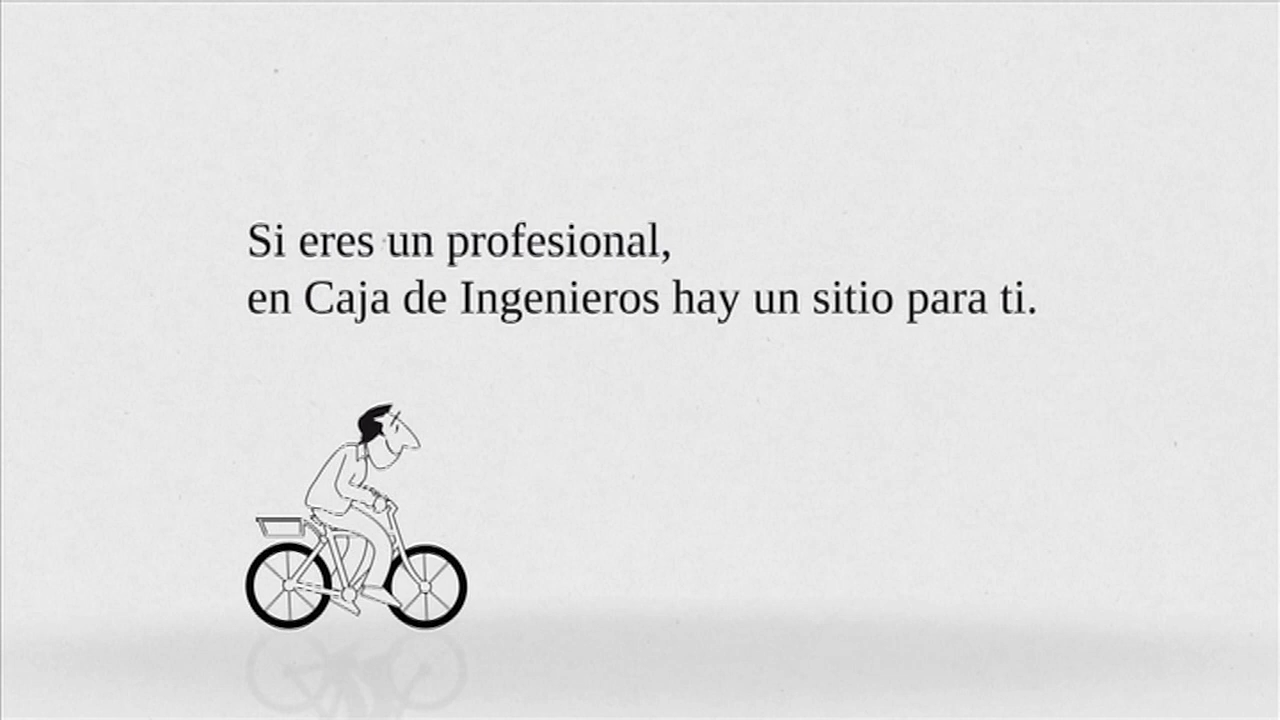 Si eres un profesional,
en Caja de Ingenieros hay un sitio para ti.